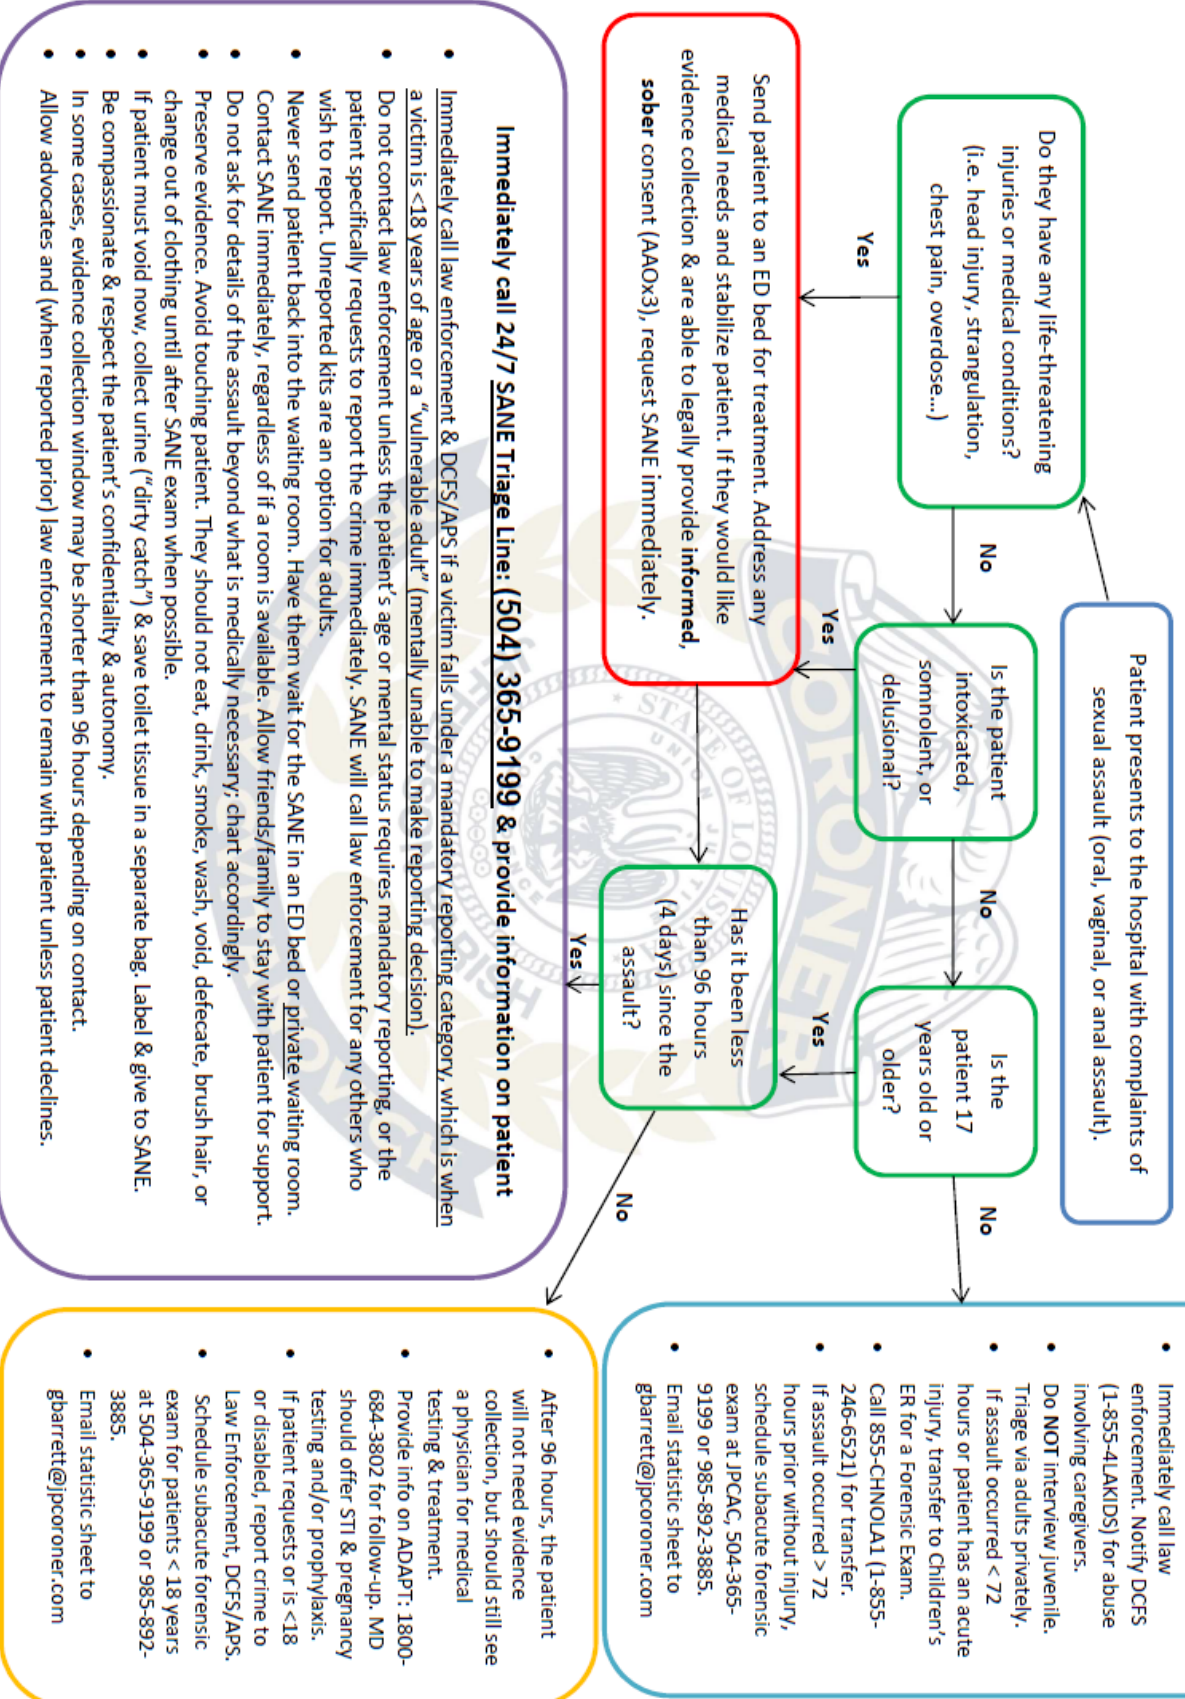 Patient presents to the hospital with complaints of
sexual assault (oral, vaginal, or anal assault).
Do they have any life-threatening
injuries or medical conditions?
(i.e. head injury, strangulation,
chest pain, overdose...)
No
Is the patient
intoxicated,
somnolent, or
delusional?
No
Is the
patient 17
years old or
older?
No
Immediately call law
enforcement. Notify DCFS
(1-855-4LAKIDS) for abuse
involving caregivers.
Do NOT interview juvenile.
Triage via adults privately.
If assault occurred < 72
hours or patient has an acute
injury, transfer to Children's
ER for a Forensic Exam.
Call 855-CHNOLA1 (1-855-
246-6521) for transfer.
If assault occurred > 72
hours prior without injury,
schedule subacute forensic
exam at JPCAC, 504-365-
9199 or 985-892-3885.
Email statistic sheet to
gbarrett@jpcoroner.com
Yes
Yes
Yes
Send patient to an ED bed for treatment. Address any
medical needs and stabilize patient. If they would like
evidence collection & are able to legally provide informed,
sober consent (AAOx3), request SANE immediately.
Has it been less
than 96 hours
(4 days) since the
assault?
Yes
No
Immediately call 24/7 SANE Triage Line: (504) 365-9199 & provide information on patient
• Immediately call law enforcement & DCFS/APS if a victim falls under a mandatory reporting category, which is when
a victim is <18 years of age or a "vulnerable adult" (mentally unable to make reporting decision).
• Do not contact law enforcement unless the patient's age or mental status requires mandatory reporting, or the
patient specifically requests to report the crime immediately. SANE will call law enforcement for any others who
wish to report. Unreported kits are an option for adults.
• Never send patient back into the waiting room. Have them wait for the SANE in an ED bed or private waiting room.
Contact SANE immediately, regardless of if a room is available. Allow friends/family to stay with patient for support.
• Do not ask for details of the assault beyond what is medically necessary; chart accordingly.
• Preserve evidence. Avoid touching patient. They should not eat, drink, smoke, wash, void, defecate, brush hair, or
change out of clothing until after SANE exam when possible.
• If patient must void now, collect urine ("dirty catch") & save toilet tissue in a separate bag. Label & give to SANE.
• Be compassionate & respect the patient's confidentiality & autonomy.
• In some cases, evidence collection window may be shorter than 96 hours depending on contact.
• Allow advocates and (when reported prior) law enforcement to remain with patient unless patient declines.
• After 96 hours, the patient
will not need evidence
collection, but should still see
a physician for medical
testing & treatment.
• Provide info on ADAPT: 1800-
684-3802 for follow-up. MD
should offer STI & pregnancy
testing and/or prophylaxis.
• If patient requests or is <18
or disabled, report crime to
Law Enforcement, DCFS/APS.
• Schedule subacute forensic
exam for patients < 18 years
at 504-365-9199 or 985-892-
3885.
• Email statistic sheet to
gbarrett@jpcoroner.com
CORONER
STATE OF LOUIS
UNION